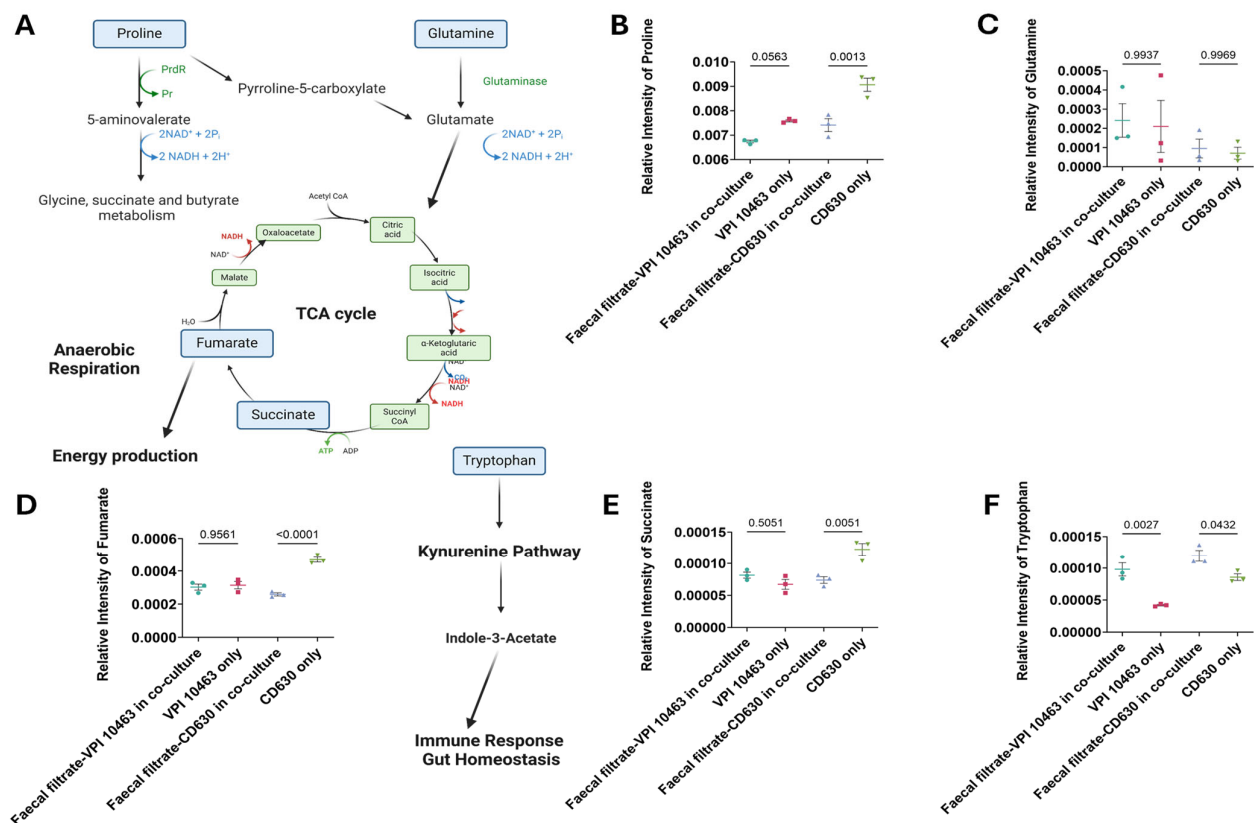 A
Proline
Glutamine
PrdR
Pr
Pyrroline-5-carboxylate
Glutaminase
5-aminovalerate
Glutamate
2NAD⁺ + 2Pᵢ
2 NADH + 2H⁺
2NAD⁺ + 2Pᵢ
2 NADH + 2H⁺
Glycine, succinate and butyrate
metabolism
Acetyl CoA
Oxaloacetate
Citric
acid
NADH
NAD⁺
Malate
Isocitric
acid
TCA cycle
H₂O
Fumarate
α-Ketoglutaric
acid
NAD
CO₂
NADH
NAD⁺
NADH
Anaerobic
Respiration
Succinate
Succinyl
CoA
ATP
ADP
Energy production
Tryptophan
Kynurenine Pathway
Indole-3-Acetate
Immune Response
Gut Homeostasis
B
Relative Intensity of Proline
0.0563
0.0013
0.010
0.009
0.008
0.007
0.006
Faecal filtrate-VPI 10463 in co-culture
VPI 10463 only
Faecal filtrate-CD630 in co-culture
CD630 only
C
Relative Intensity of Glutamine
0.9937
0.9969
0.0005
0.0004
0.0003
0.0002
0.0001
0.0000
Faecal filtrate-VPI 10463 in co-culture
VPI 10463 only
Faecal filtrate-CD630 in co-culture
CD630 only
D
Relative Intensity of Fumarate
0.9561
<0.0001
0.0006
0.0004
0.0002
0.0000
Faecal filtrate-VPI 10463 in co-culture
VPI 10463 only
Faecal filtrate-CD630 in co-culture
CD630 only
E
Relative Intensity of Succinate
0.5051
0.0051
0.00015
0.00010
0.00005
0.00000
Faecal filtrate-VPI 10463 in co-culture
VPI 10463 only
Faecal filtrate-CD630 in co-culture
CD630 only
F
Relative Intensity of Tryptophan
0.0027
0.0432
0.00015
0.00010
0.00005
0.00000
Faecal filtrate-VPI 10463 in co-culture
VPI 10463 only
Faecal filtrate-CD630 in co-culture
CD630 only